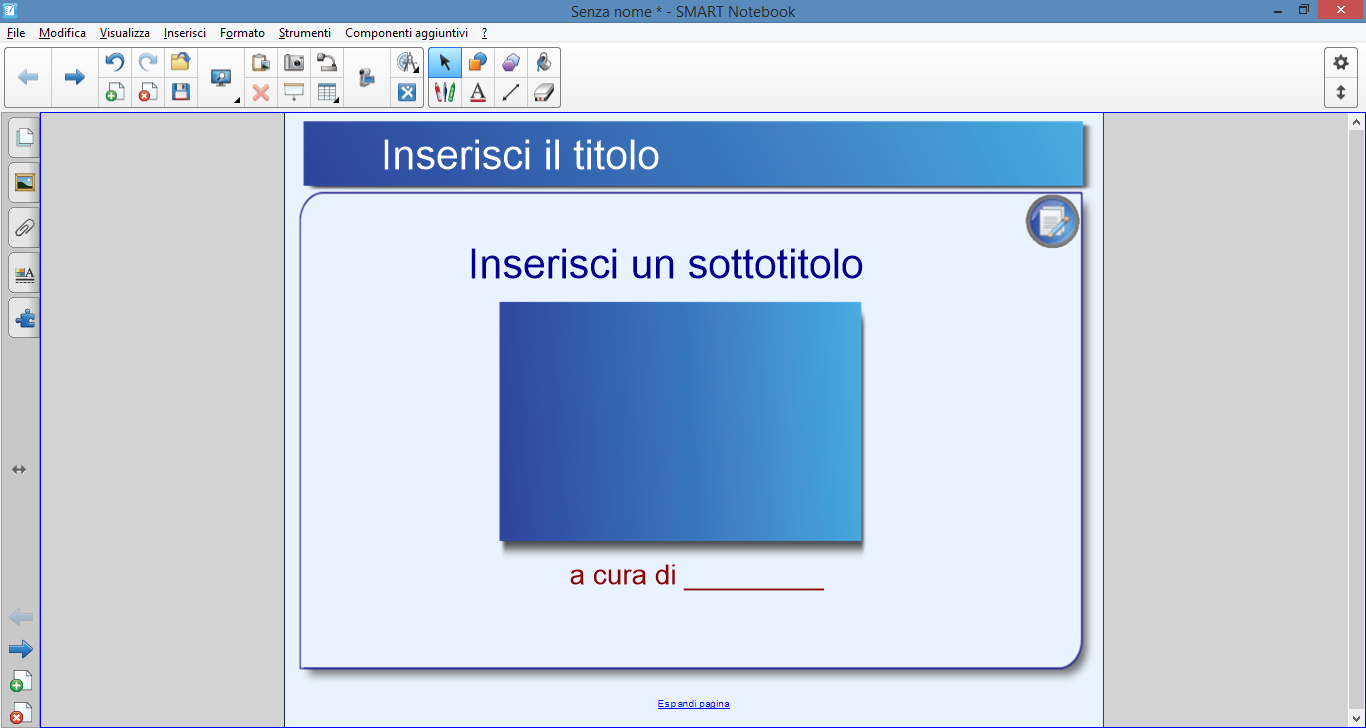 Senza nome * - SMART Notebook
File Modifica Visualizza Inserisci Formato Strumenti Componenti aggiuntivi ?
Inserisci il titolo
Inserisci un sottotitolo
a cura di __________
Espandi pagina